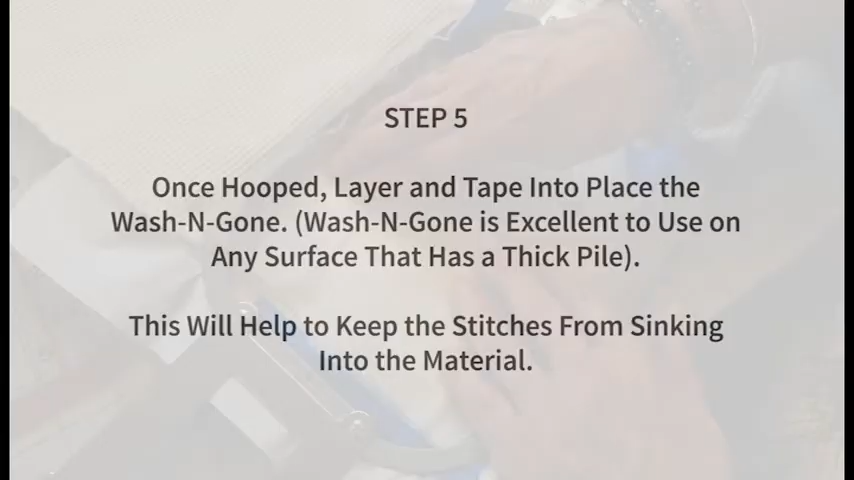 STEP 5
Once Hooped, Layer and Tape Into Place the
Wash-N-Gone. (Wash-N-Gone is Excellent to Use on
Any Surface That Has a Thick Pile).
This Will Help to Keep the Stitches From Sinking
Into the Material.